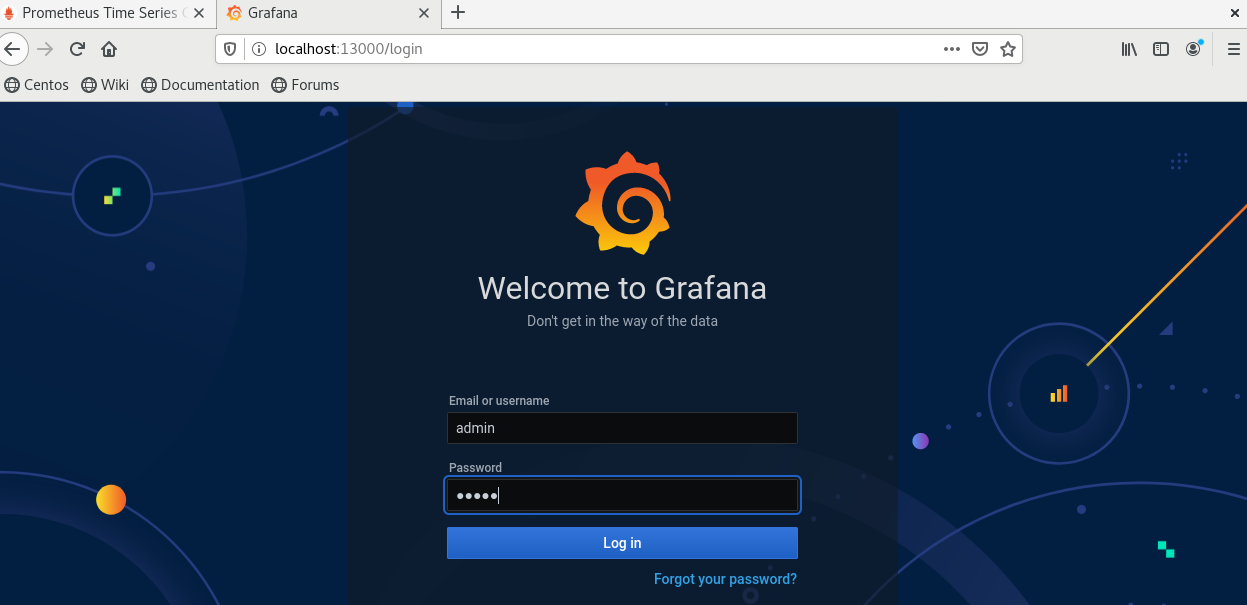 Prometheus Time Series
Grafana
localhost:13000/login
Centos
Wiki
Documentation
Forums
Welcome to Grafana
Don't get in the way of the data
Email or username
admin
Password
•••••
Log in
Forgot your password?